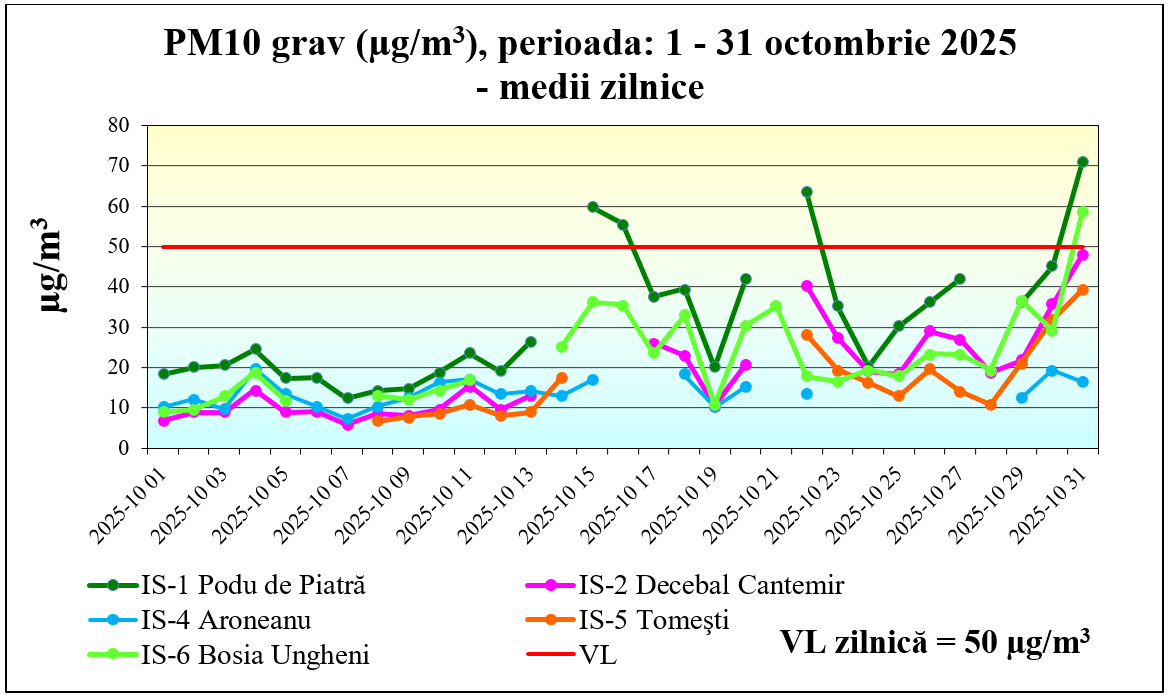 PM10 grav (µg/m³), perioada: 1 - 31 octombrie 2025
- medii zilnice
µg/m³
80
70
60
50
40
30
20
10
0
2025-10 01
2025-10 03
2025-10 05
2025-10 07
2025-10 09
2025-10 11
2025-10 13
2025-10 15
2025-10 17
2025-10 19
2025-10 21
2025-10 23
2025-10 25
2025-10 27
2025-10 29
2025-10 31
IS-1 Podu de Piatră
IS-2 Decebal Cantemir
IS-4 Aroneanu
IS-5 Tomeşti
IS-6 Bosia Ungheni
VL
VL zilnică = 50 µg/m³